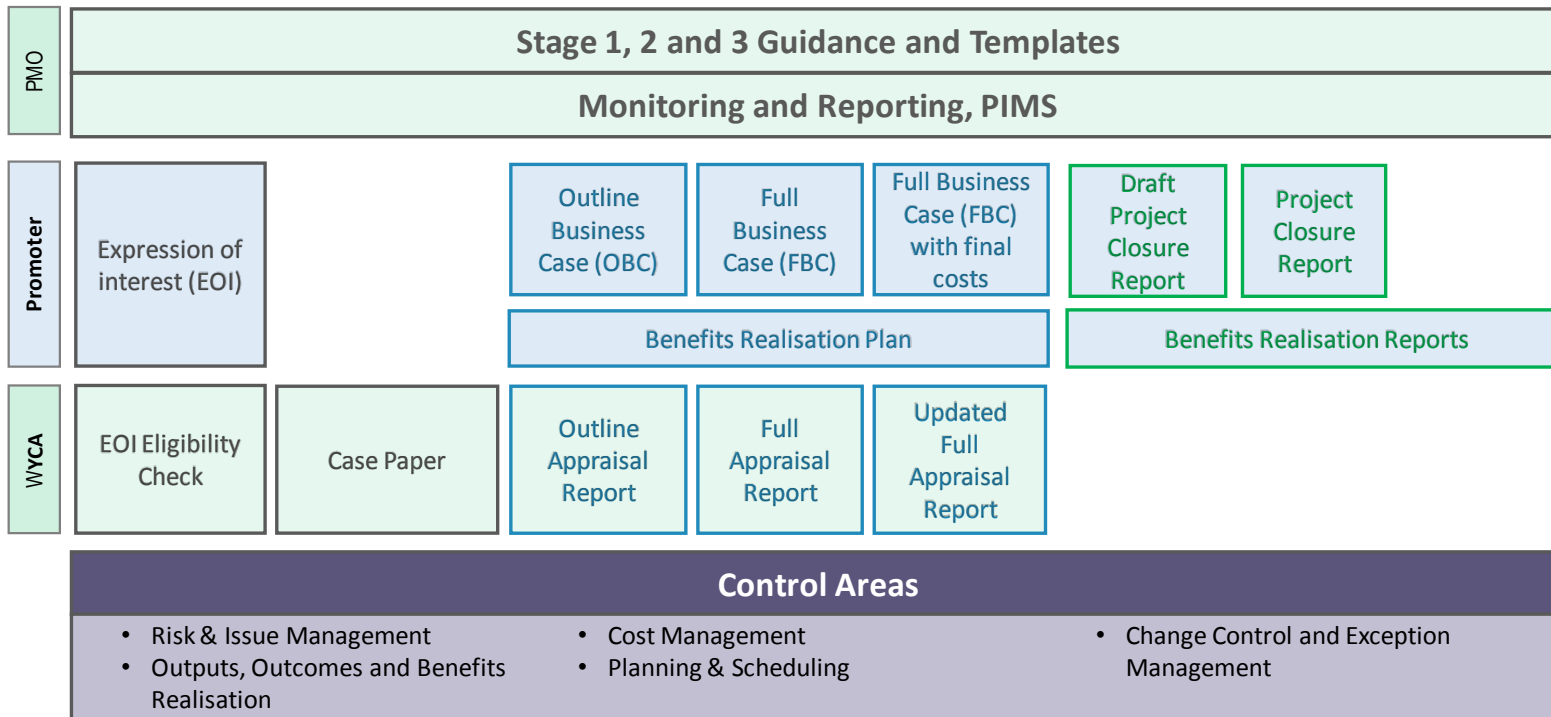 PMO
Stage 1, 2 and 3 Guidance and Templates
Monitoring and Reporting, PIMS
Promoter
Expression of
interest (EOI)
Outline
Business
Case (OBC)
Full
Business
Case (FBC)
Full Business
Case (FBC)
with final
costs
Draft
Project
Closure
Report
Project
Closure
Report
Benefits Realisation Plan
Benefits Realisation Reports
WYCA
EOI Eligibility
Check
Case Paper
Outline
Appraisal
Report
Full
Appraisal
Report
Updated
Full
Appraisal
Report
Control Areas
• Risk & Issue Management
• Outputs, Outcomes and Benefits
Realisation
• Cost Management
• Planning & Scheduling
• Change Control and Exception
Management